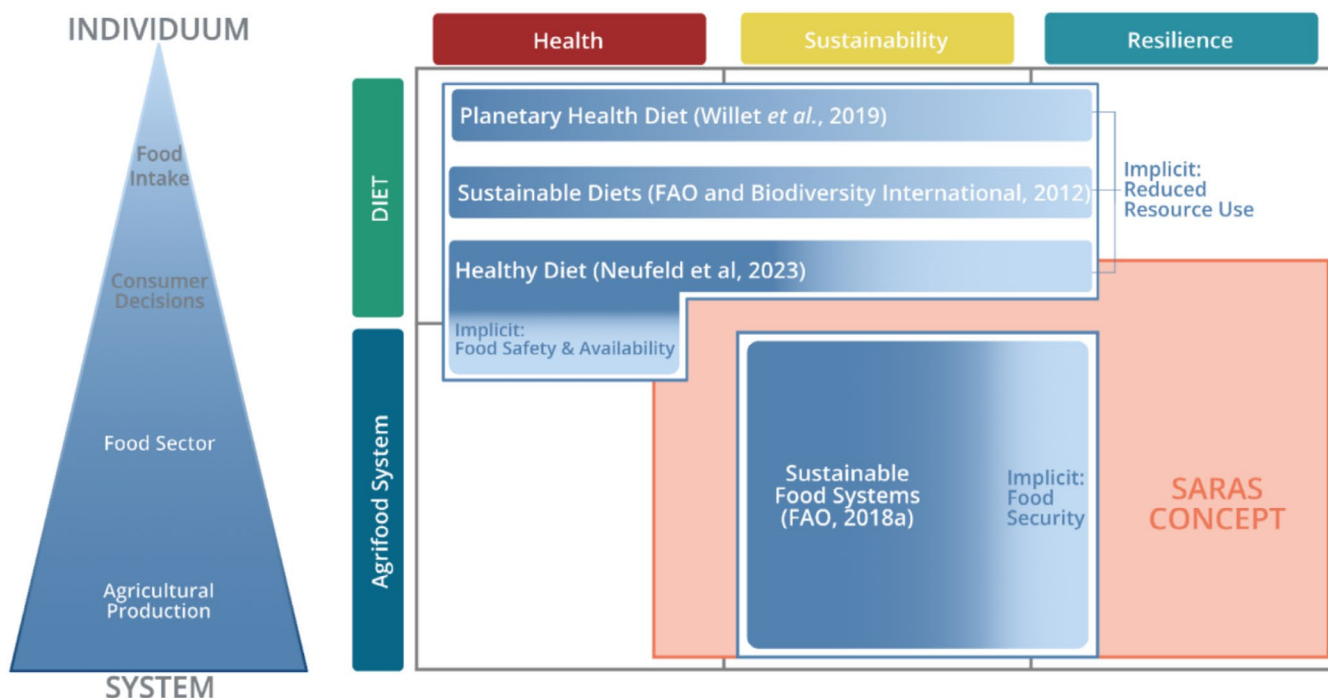 INDIVIDUUM
Food
Intake
Consumer
Decisions
Food Sector
Agricultural
Production
SYSTEM
Health
Sustainability
Resilience
DIET
Agrifood System
Planetary Health Diet (Willet et al., 2019)
Sustainable Diets (FAO and Biodiversity International, 2012)
Healthy Diet (Neufeld et al, 2023)
Implicit:
Food Safety & Availability
Implicit:
Reduced
Resource Use
Sustainable
Food Systems
(FAO, 2018a)
Implicit:
Food
Security
SARAS
CONCEPT